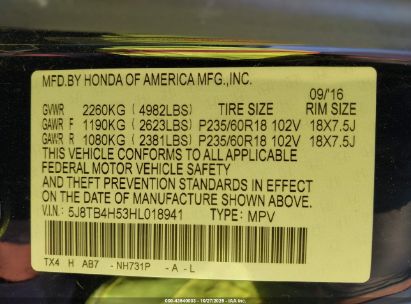 MFD.BY HONDA OF AMERICA MFG.,INC.
09/16
GVWR 2260KG ( 4982LBS ) TIRE SIZE RIM SIZE
GAWR F 1190KG ( 2623LBS ) P235/60R18 102V 18X7.5J
GAWR R 1080KG ( 2381LBS ) P235/60R18 102V 18X7.5J
THIS VEHICLE CONFORMS TO ALL APPLICABLE
FEDERAL MOTOR VEHICLE SAFETY
AND THEFT PREVENTION STANDARDS IN EFFECT ON
THE DATE OF MANUFACTURE SHOWN ABOVE.
V.I.N: 5J8TB4H53HL018941 TYPE: MPV
TX4 H AB7 - NH731P - A - L